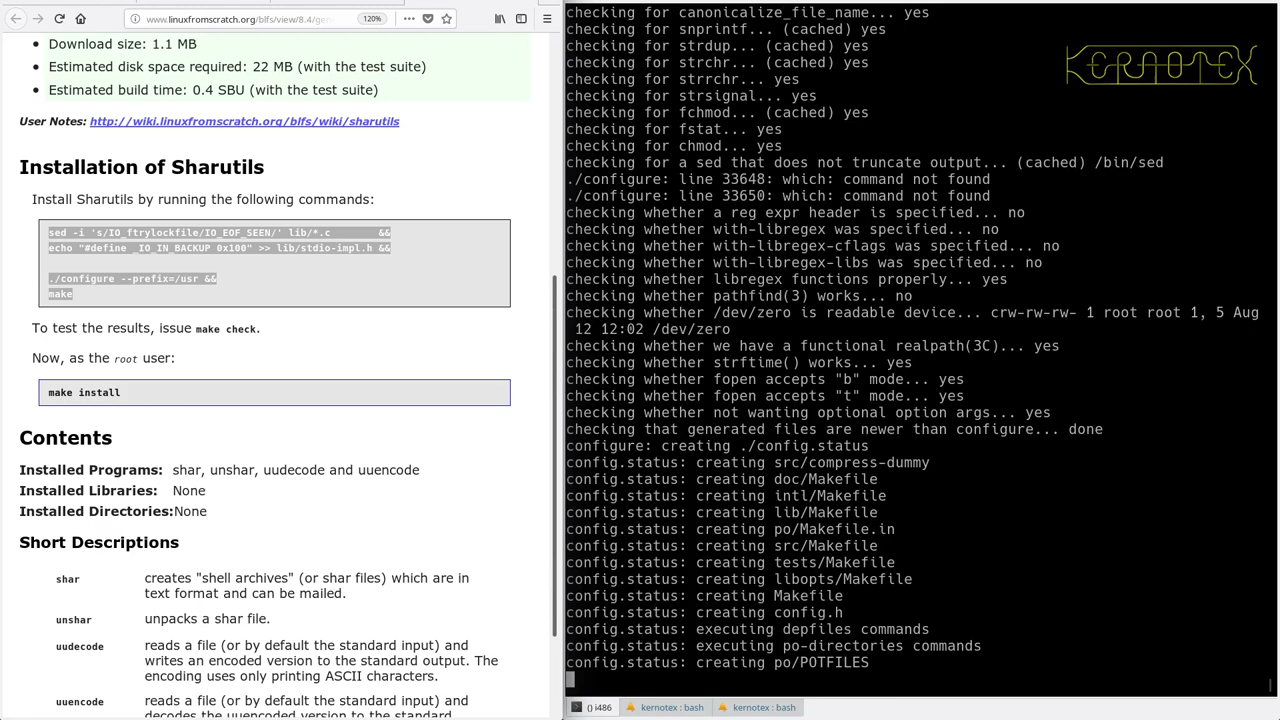 www.linuxfromscratch.org/blfs/view/8.4/gen
120%
Download size: 1.1 MB
Estimated disk space required: 22 MB (with the test suite)
Estimated build time: 0.4 SBU (with the test suite)
User Notes: http://wiki.linuxfromscratch.org/blfs/wiki/sharutils
Installation of Sharutils
Install Sharutils by running the following commands:
sed -i 's/IO_ftrylockfile/IO_EOF_SEEN/' lib/*.c        &&
echo "#define _IO_IN_BACKUP 0x100" >> lib/stdio-impl.h &&
./configure --prefix=/usr &&
make
To test the results, issue make check.
Now, as the root user:
make install
Contents
Installed Programs: shar, unshar, uudecode and uuencode
Installed Libraries: None
Installed Directories:None
Short Descriptions
shar creates "shell archives" (or shar files) which are in
text format and can be mailed.
unshar unpacks a shar file.
uudecode reads a file (or by default the standard input) and
writes an encoded version to the standard output. The
encoding uses only printing ASCII characters.
uuencode reads a file (or by default the standard input) and
decodes the uuencoded version to the standard
checking for canonicalize_file_name... yes
checking for snprintf... (cached) yes
checking for strdup... (cached) yes
checking for strchr... (cached) yes
checking for strrchr... yes
checking for strsignal... yes
checking for fchmod... (cached) yes
checking for fstat... yes
checking for chmod... yes
checking for a sed that does not truncate output... (cached) /bin/sed
./configure: line 33648: which: command not found
./configure: line 33650: which: command not found
checking whether a reg expr header is specified... no
checking whether with-libregex was specified... no
checking whether with-libregex-cflags was specified... no
checking whether with-libregex-libs was specified... no
checking whether libregex functions properly... yes
checking whether pathfind(3) works... no
checking whether /dev/zero is readable device... crw-rw-rw- 1 root root 1, 5 Aug
12 12:02 /dev/zero
checking whether we have a functional realpath(3C)... yes
checking whether strftime() works... yes
checking whether fopen accepts "b" mode... yes
checking whether fopen accepts "t" mode... yes
checking whether not wanting optional option args... yes
checking that generated files are newer than configure... done
configure: creating ./config.status
config.status: creating src/compress-dummy
config.status: creating doc/Makefile
config.status: creating intl/Makefile
config.status: creating lib/Makefile
config.status: creating po/Makefile.in
config.status: creating src/Makefile
config.status: creating tests/Makefile
config.status: creating libopts/Makefile
config.status: creating Makefile
config.status: creating config.h
config.status: executing depfiles commands
config.status: executing po-directories commands
config.status: creating po/POTFILES
KERNOTEX
() i486
kernotex : bash
kernotex : bash